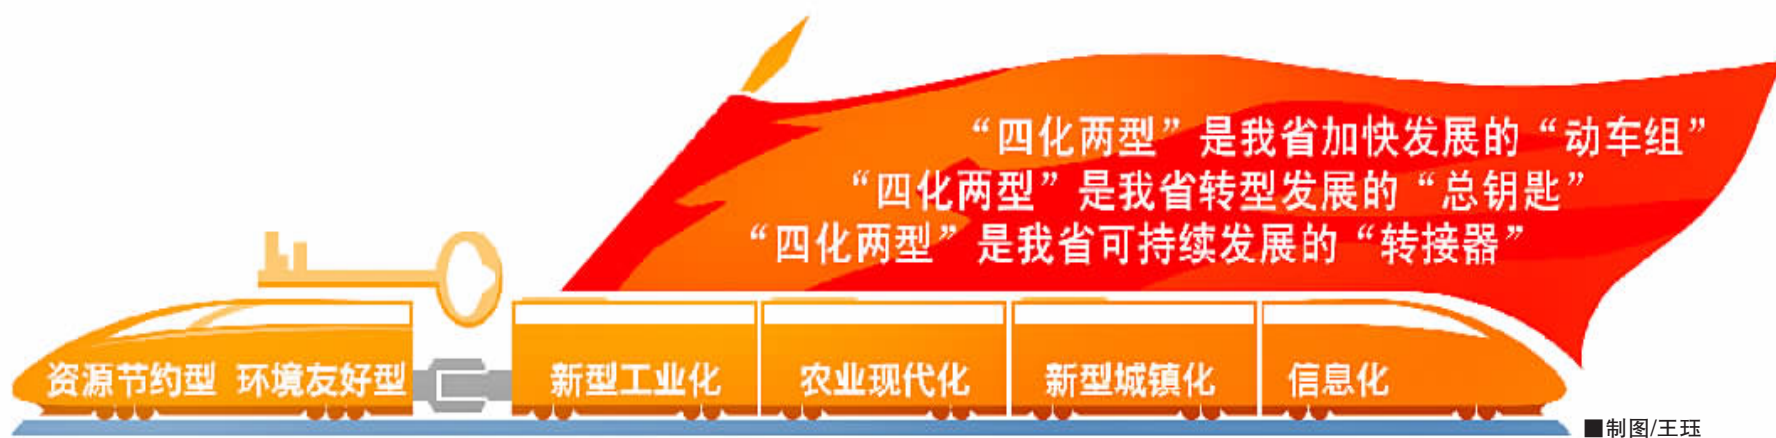 “四化两型”是我省加快发展的“动车组”
“四化两型”是我省转型发展的“总钥匙”
“四化两型”是我省可持续发展的“转接器”
资源节约型 环境友好型 新型工业化 农业现代化 新型城镇化 信息化
■制图/王珏